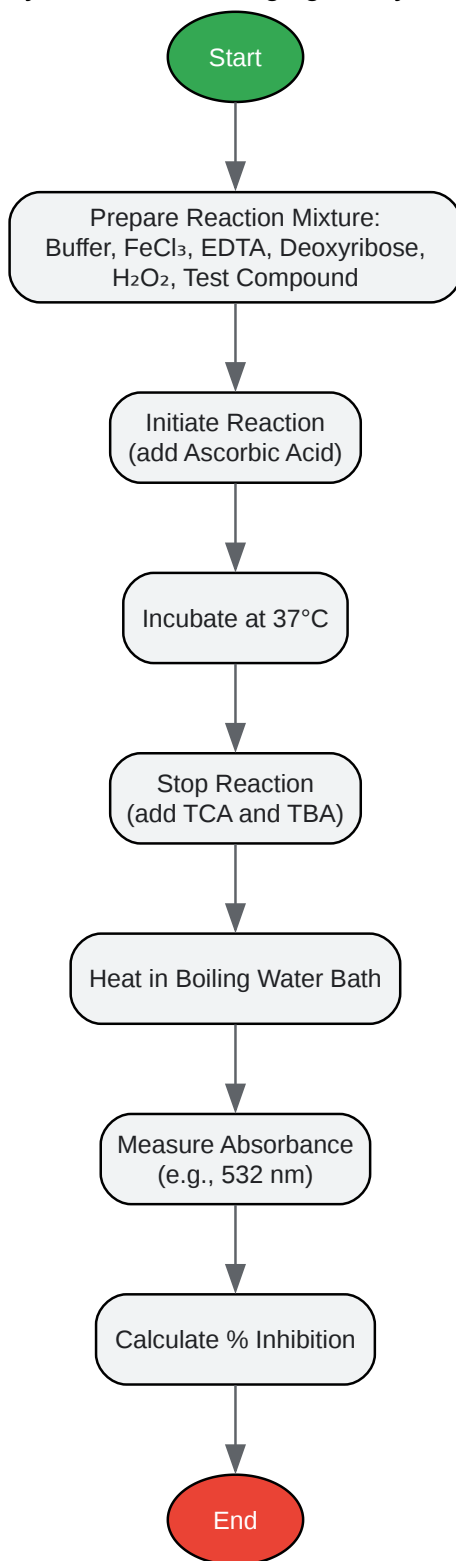 Start
Prepare Reaction Mixture:
Buffer, FeCl₃, EDTA, Deoxyribose,
H₂O₂, Test Compound
Initiate Reaction
(add Ascorbic Acid)
Incubate at 37°C
Stop Reaction
(add TCA and TBA)
Heat in Boiling Water Bath
Measure Absorbance
(e.g., 532 nm)
Calculate % Inhibition
End